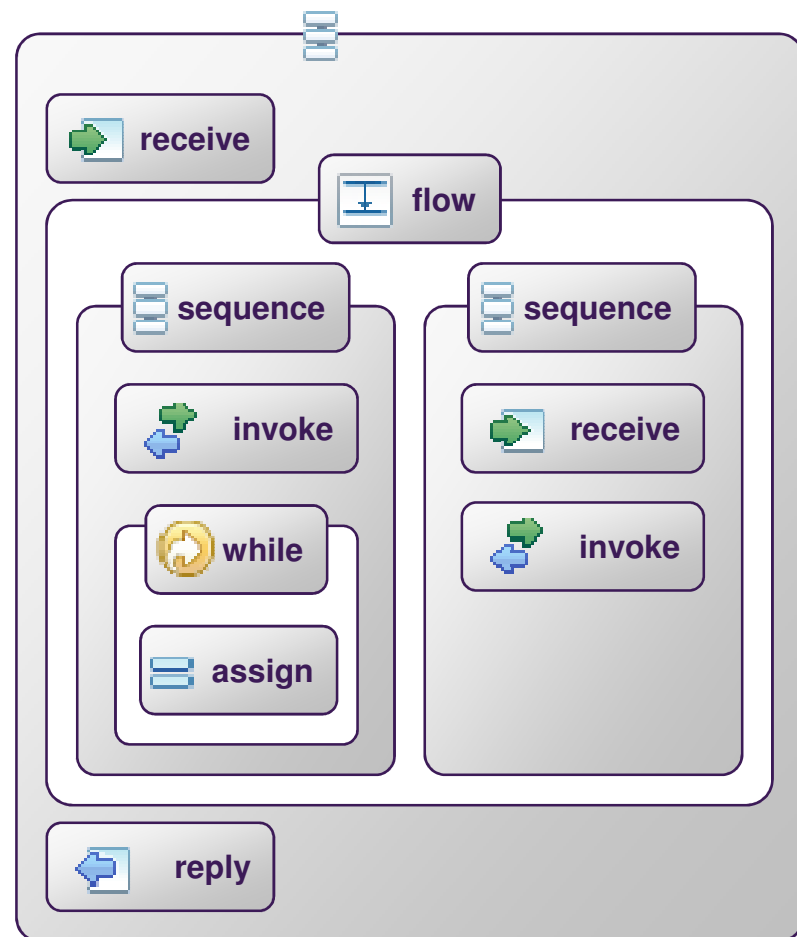 receive
flow
sequence
invoke
while
assign
sequence
receive
invoke
reply